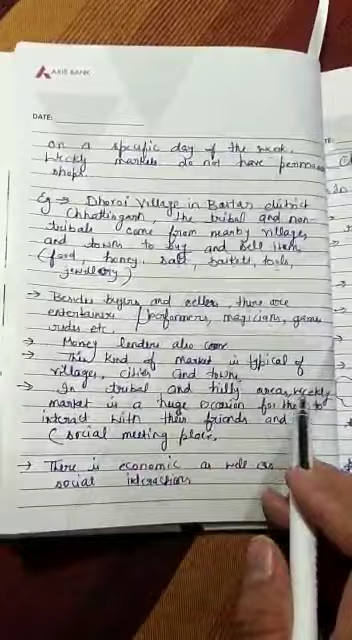 AXIS BANK
DATE:
on a specific day of the week.
Weekly markets do not have perman
shops.
Eg → Dhorai Village in Bastar district
Chhattisgarh, the tribal and non-
tribals come from nearby villages
and towns to buy and sell item
(food, honey, salt, baskets, tools,
jewellery)
→ Besides buyers and sellers, there are
entertainers (performers, magicians, game
rides etc.
→ Money lenders also come
→ This kind of market is typical of
villages, cities and towns.
→ In tribal and hilly areas, weekly
market is a huge occasion for the to
interact with their friends and
(social meeting place.
→ There is economic as well as
social interactions